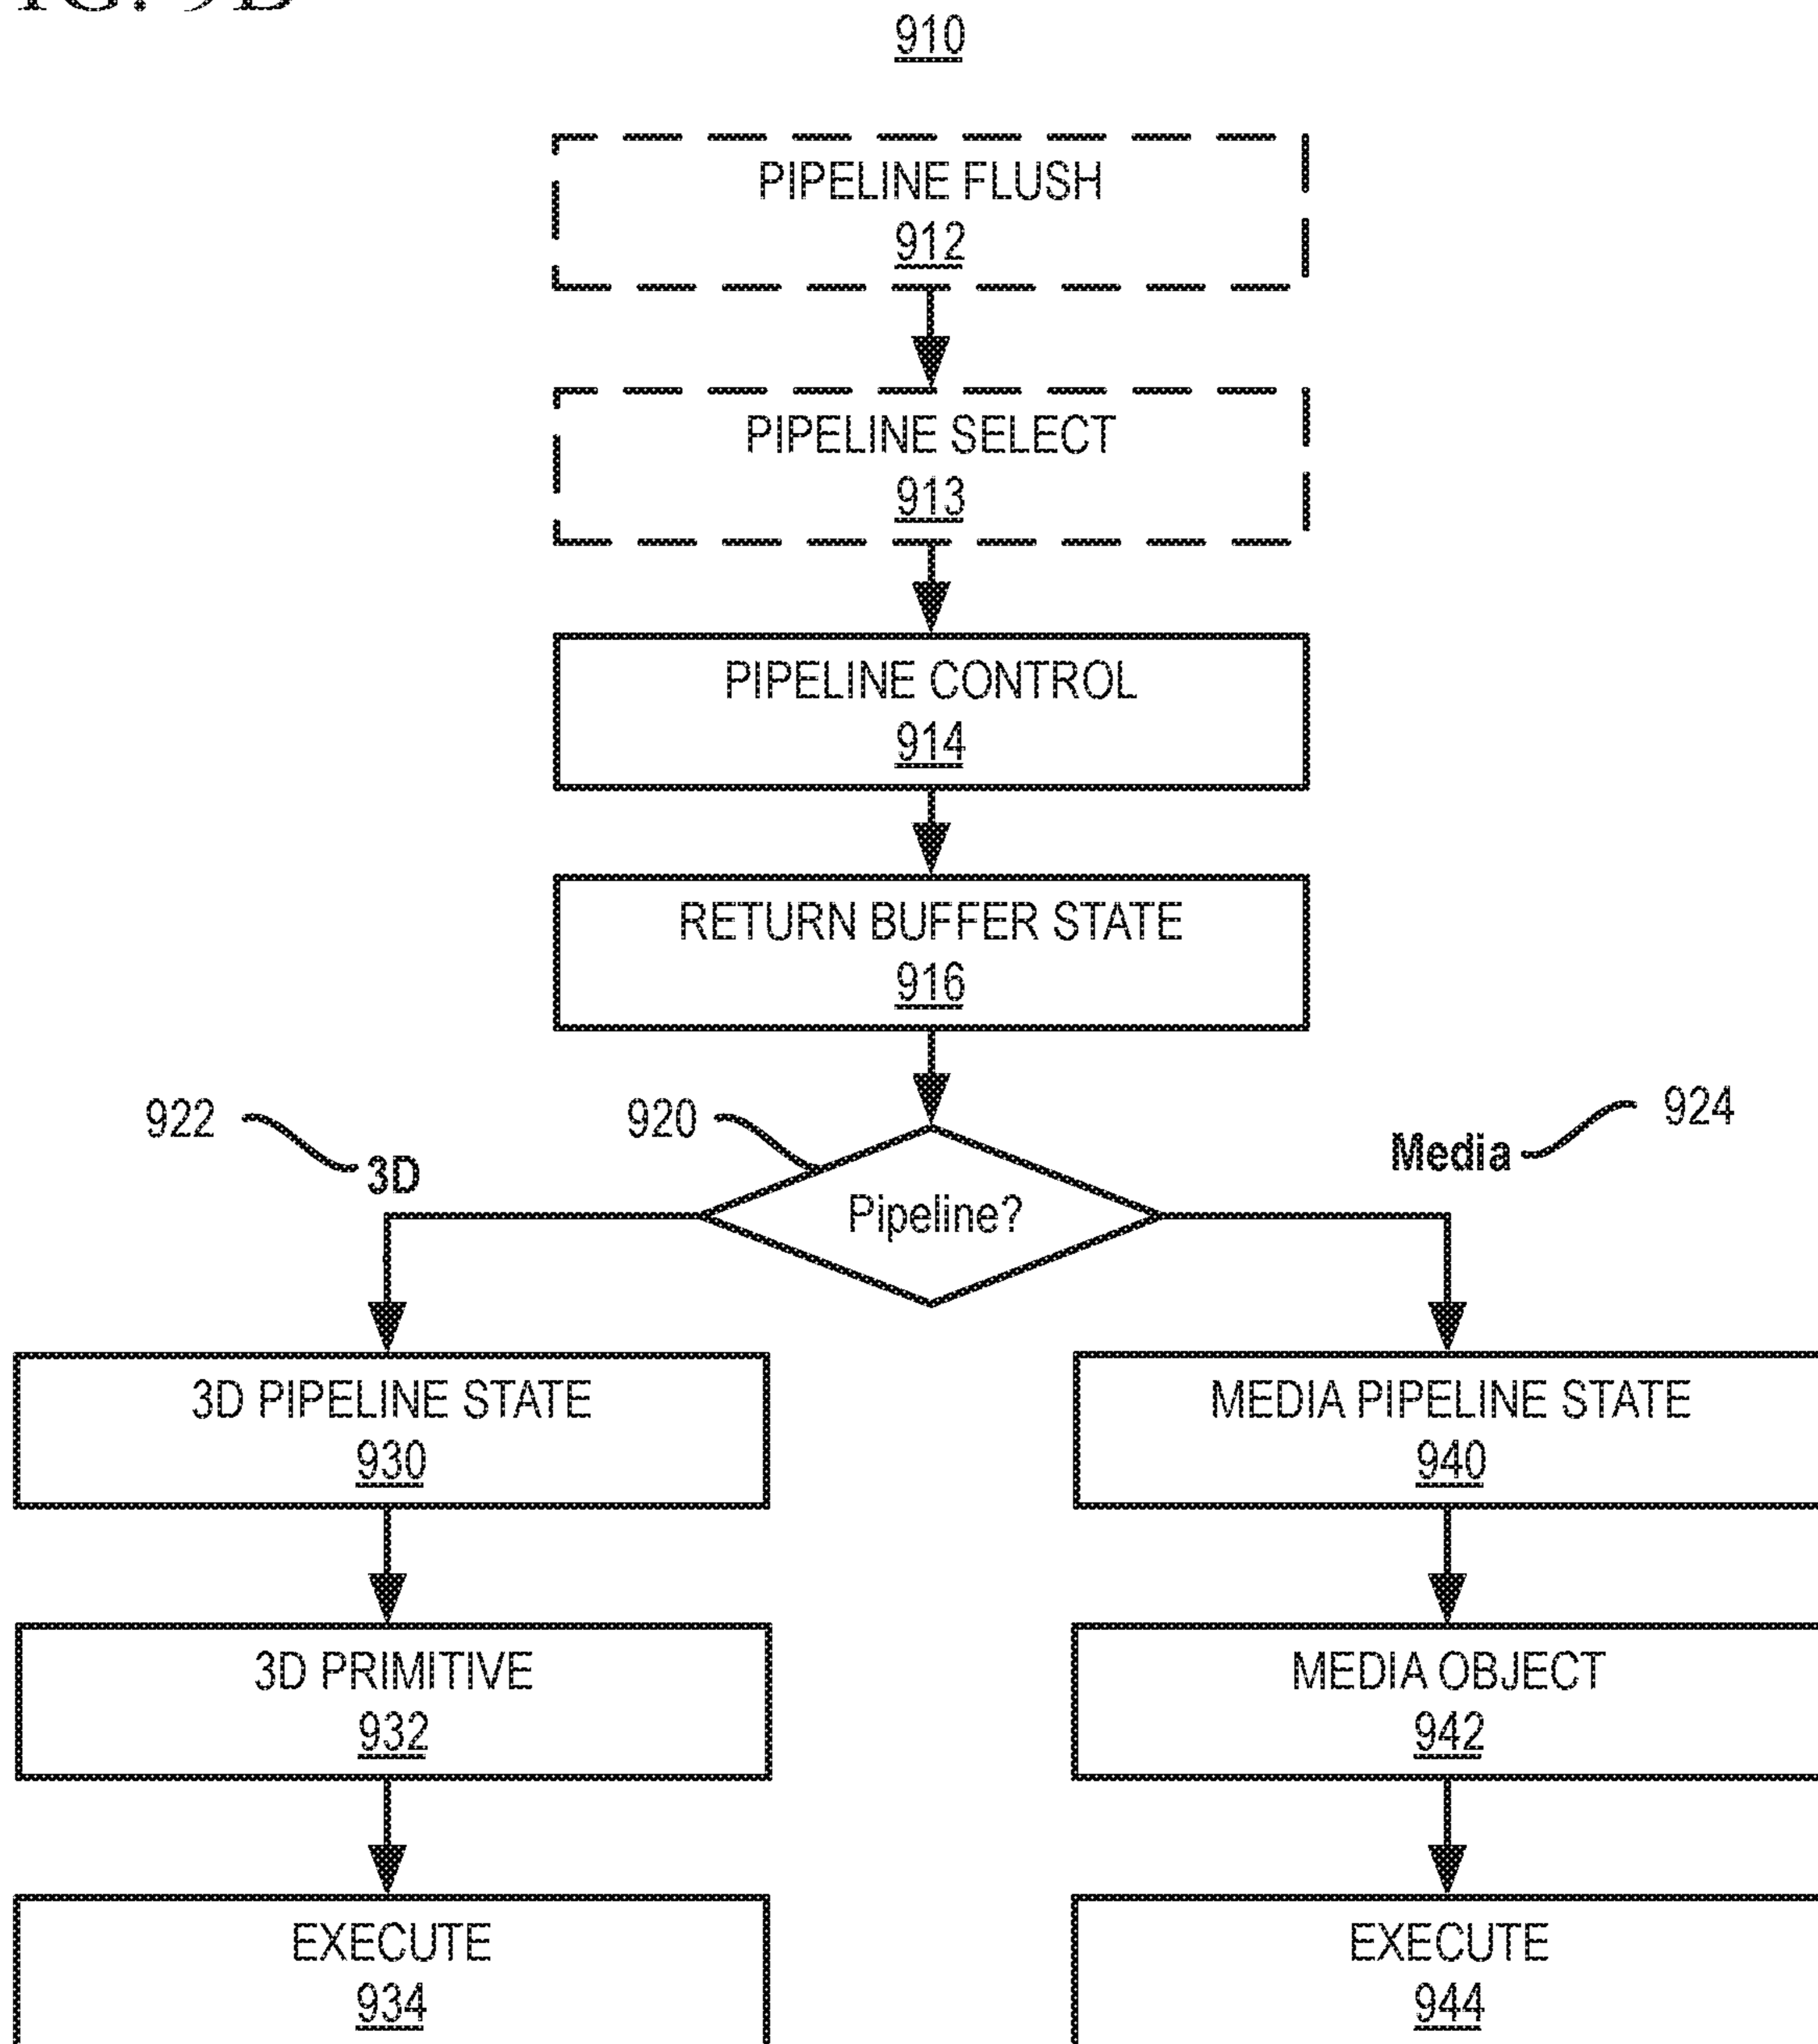 910
PIPELINE FLUSH
912
PIPELINE SELECT
913
PIPELINE CONTROL
914
RETURN BUFFER STATE
916
922
920
924
3D
Media
Pipeline?
3D PIPELINE STATE
930
MEDIA PIPELINE STATE
940
3D PRIMITIVE
932
MEDIA OBJECT
942
EXECUTE
934
EXECUTE
944